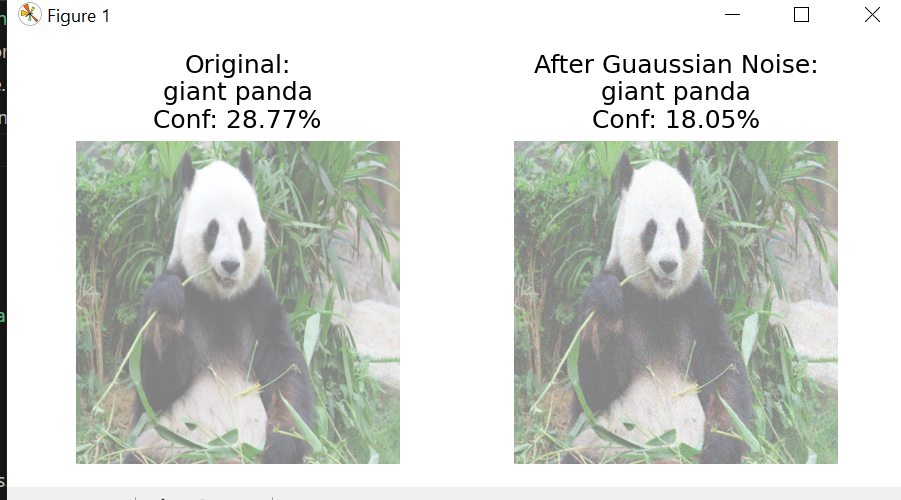 Figure 1
Original:
giant panda
Conf: 28.77%
After Guaussian Noise:
giant panda
Conf: 18.05%